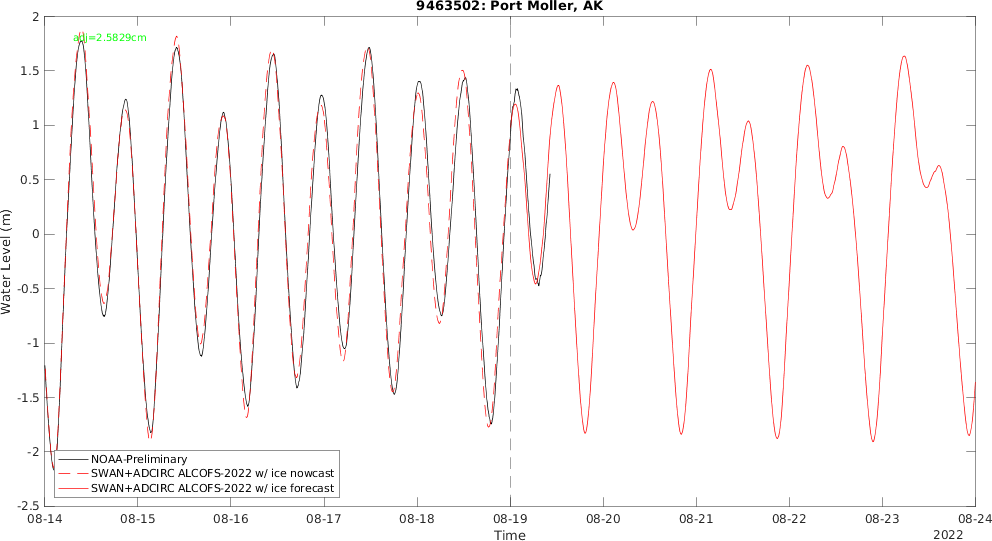 9463502: Port Moller, AK
adj=2.5829cm
2
1.5
1
0.5
0
-0.5
-1
-1.5
-2
-2.5
Water Level (m)
NOAA-Preliminary
SWAN+ADCIRC ALCOFS-2022 w/ ice nowcast
SWAN+ADCIRC ALCOFS-2022 w/ ice forecast
08-14 08-15 08-16 08-17 08-18 08-19 08-20 08-21 08-22 08-23 08-24
Time
2022